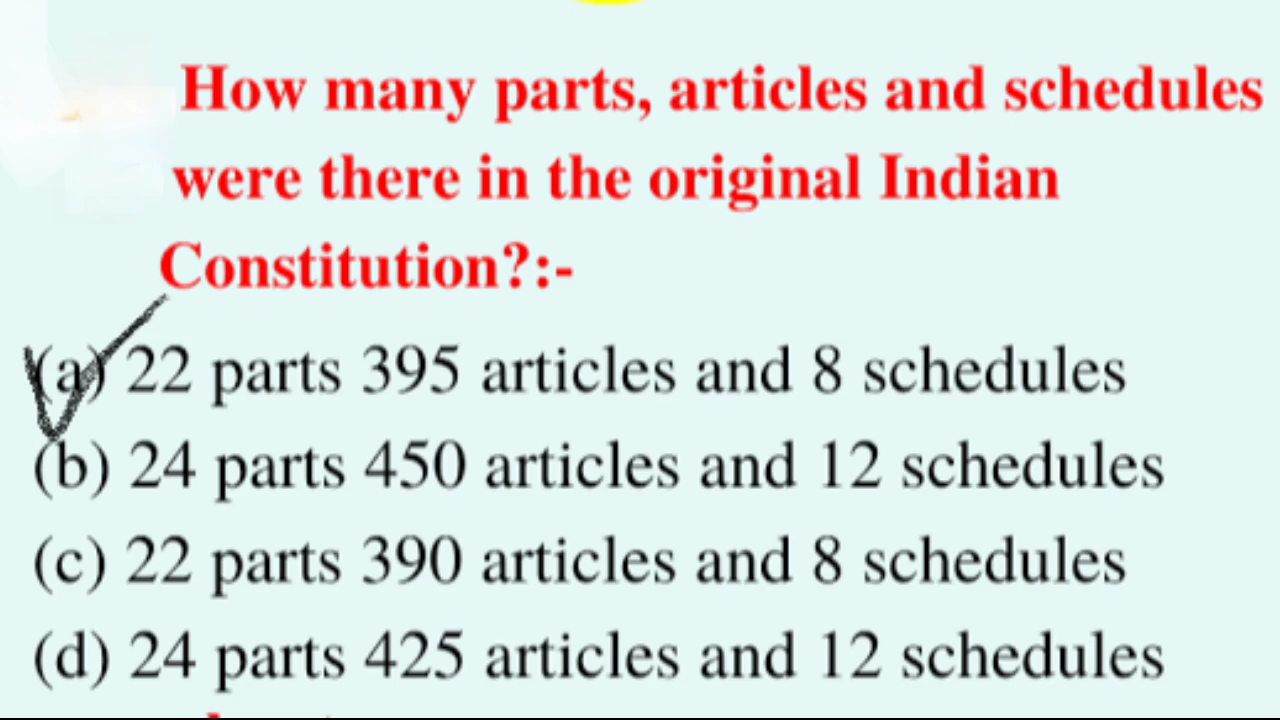 How many parts, articles and schedules
were there in the original Indian
Constitution?:-
(a) 22 parts 395 articles and 8 schedules
(b) 24 parts 450 articles and 12 schedules
(c) 22 parts 390 articles and 8 schedules
(d) 24 parts 425 articles and 12 schedules